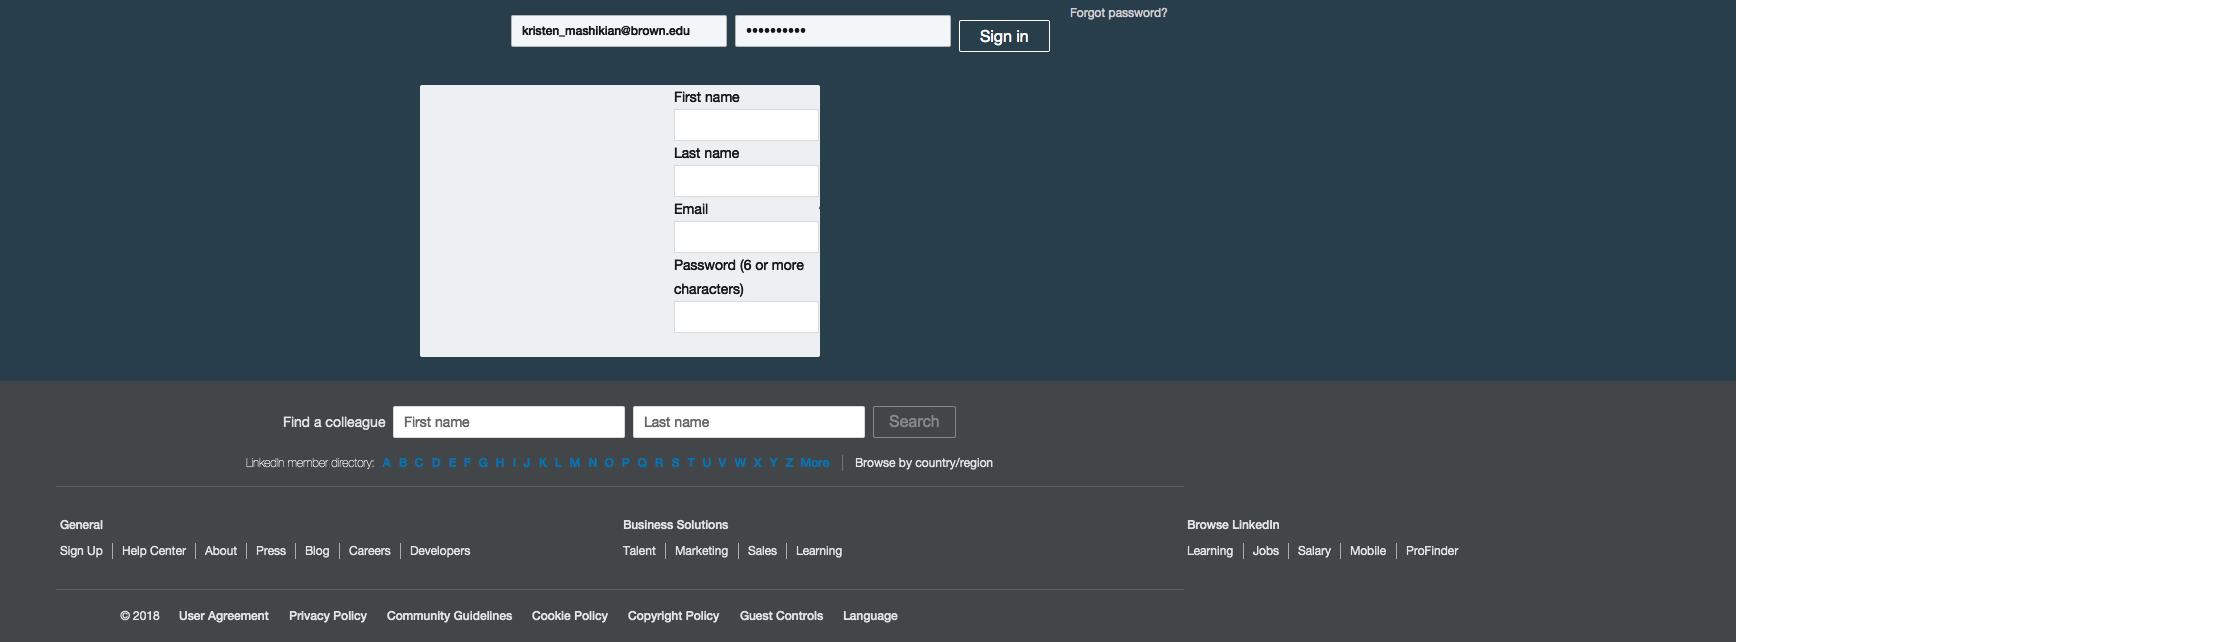 Forgot password?
kristen_mashikian@brown.edu •••••••••• Sign in
First name
Last name
Email
Password (6 or more
characters)
Find a colleague First name Last name Search
LinkedIn member directory: A B C D E F G H I J K L M N O P Q R S T U V W X Y Z More Browse by country/region
General
Sign Up Help Center About Press Blog Careers Developers
Business Solutions
Talent Marketing Sales Learning
Browse LinkedIn
Learning Jobs Salary Mobile ProFinder
© 2018 User Agreement Privacy Policy Community Guidelines Cookie Policy Copyright Policy Guest Controls Language